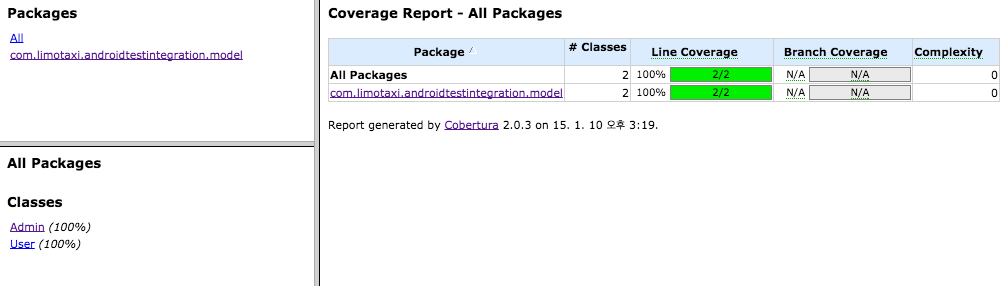 Packages
All
com.limotaxi.androidtestintegration.model
All Packages
Classes
Admin (100%)
User (100%)
Coverage Report - All Packages
Package # Classes Line Coverage Branch Coverage Complexity
All Packages 2 100% 2/2 N/A N/A 0
com.limotaxi.androidtestintegration.model 2 100% 2/2 N/A N/A 0
Report generated by Cobertura 2.0.3 on 15. 1. 10 오후 3:19.